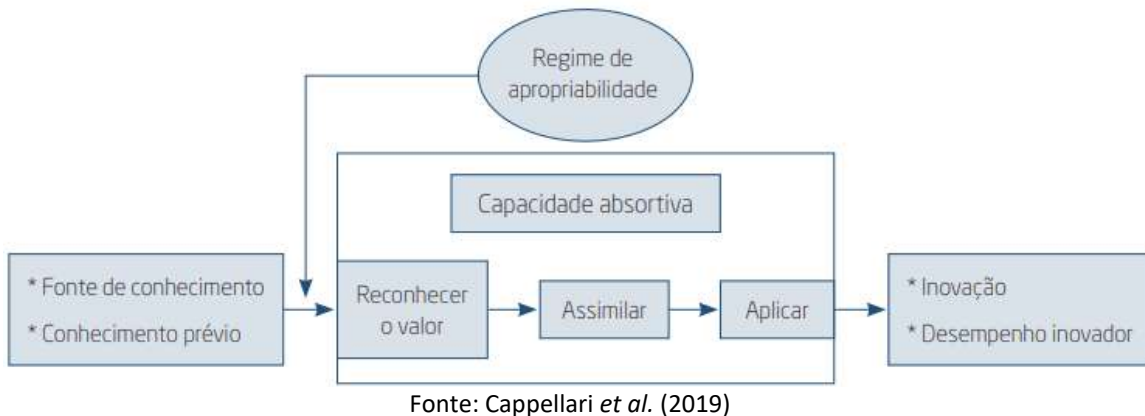 Regime de
apropriabilidade
Capacidade absortiva
* Fonte de conhecimento
* Conhecimento prévio
Reconhecer
o valor
Assimilar
Aplicar
* Inovação
* Desempenho inovador
Fonte: Cappellari et al. (2019)